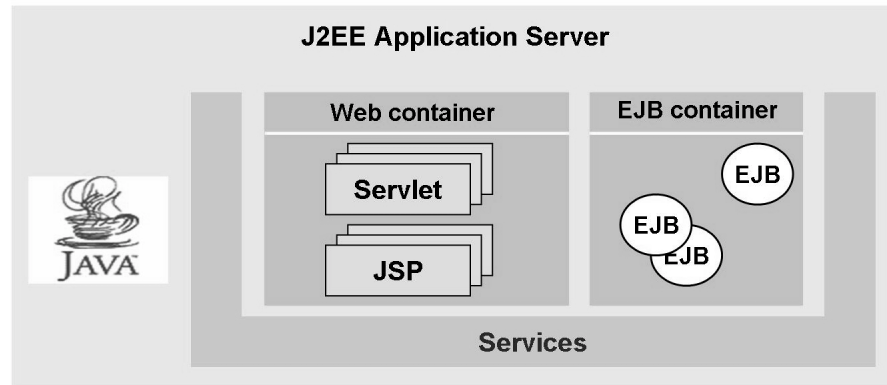 J2EE Application Server
Web container
EJB container
Servlet
JSP
EJB
EJB
EJB
JAVA
Services